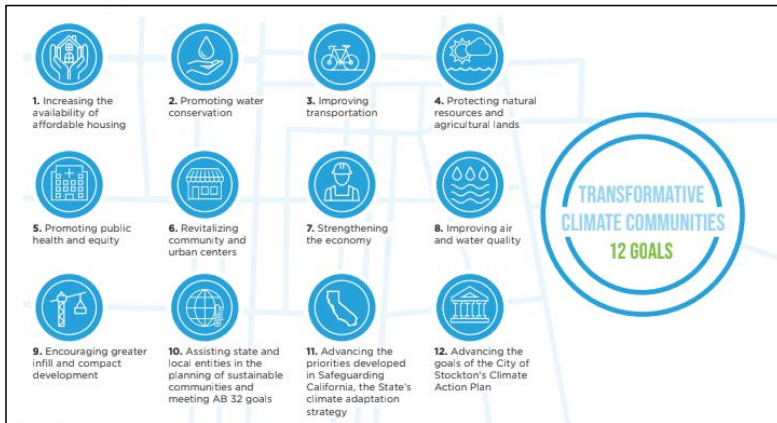 1. Increasing the
availability of
affordable housing
2. Promoting water
conservation
3. Improving
transportation
4. Protecting natural
resources and
agricultural lands
5. Promoting public
health and equity
6. Revitalizing
community and
urban centers
7. Strengthening
the economy
8. Improving air
and water quality
9. Encouraging greater
infill and compact
development
10. Assisting state and
local entities in the
planning of sustainable
communities and
meeting AB 32 goals
11. Advancing the
priorities developed
in Safeguarding
California, the State's
climate adaptation
strategy
12. Advancing the
goals of the City of
Stockton's Climate
Action Plan
TRANSFORMATIVE
CLIMATE COMMUNITIES
12 GOALS